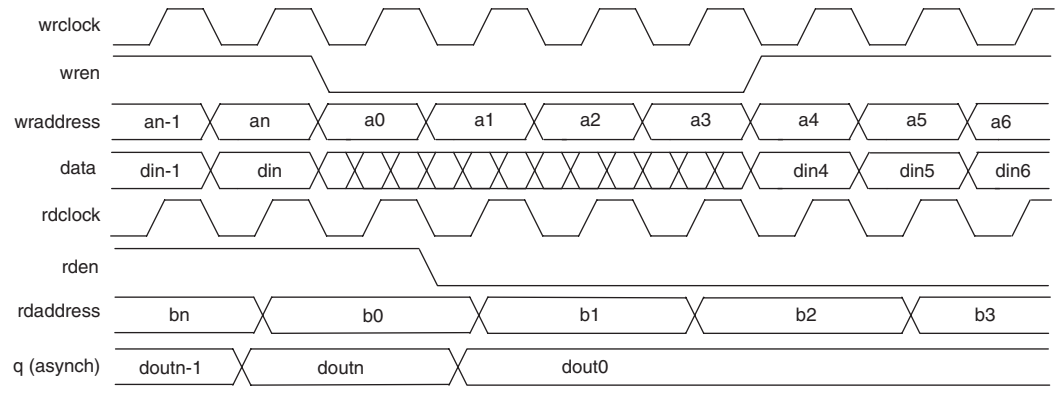 wrclock
wren
wraddress an-1 an a0 a1 a2 a3 a4 a5 a6
data din-1 din din4 din5 din6
rdclock
rden
rdaddress bn b0 b1 b2 b3
q (asynch) doutn-1 doutn dout0